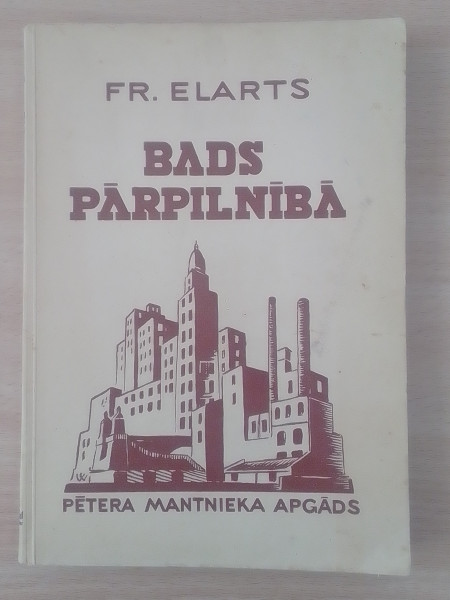 FR. ELARTS
BADS
PĀRPILNĪBĀ
PĒTERA MANTNIEKA APGĀDS